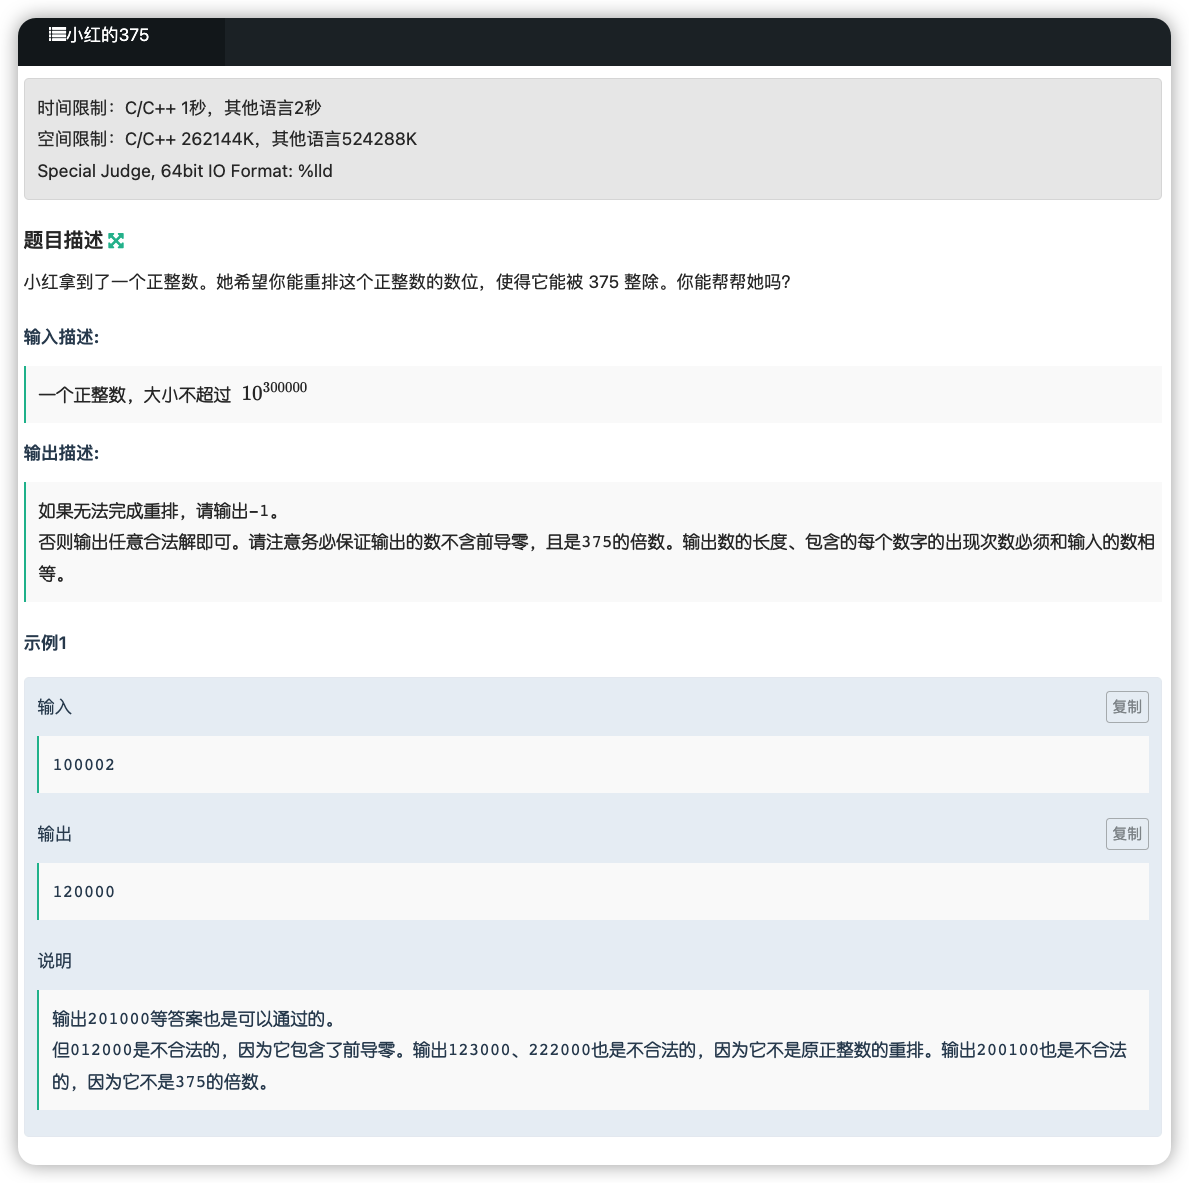 小红的375
时间限制：C/C++ 1秒，其他语言2秒
空间限制：C/C++ 262144K，其他语言524288K
Special Judge, 64bit IO Format: %lld
题目描述
小红拿到了一个正整数。她希望你能重排这个正整数的数位，使得它能被 375 整除。你能帮帮她吗?
输入描述:
一个正整数，大小不超过 10^300000
输出描述:
如果无法完成重排，请输出-1。
否则输出任意合法解即可。请注意务必保证输出的数不含前导零，且是375的倍数。输出数的长度、包含的每个数字的出现次数必须和输入的数相
等。
示例1
输入
复制
100002
输出
复制
120000
说明
输出201000等答案也是可以通过的。
但012000是不合法的，因为它包含了前导零。输出123000、222000也是不合法的，因为它不是原正整数的重排。输出200100也是不合法
的，因为它不是375的倍数。